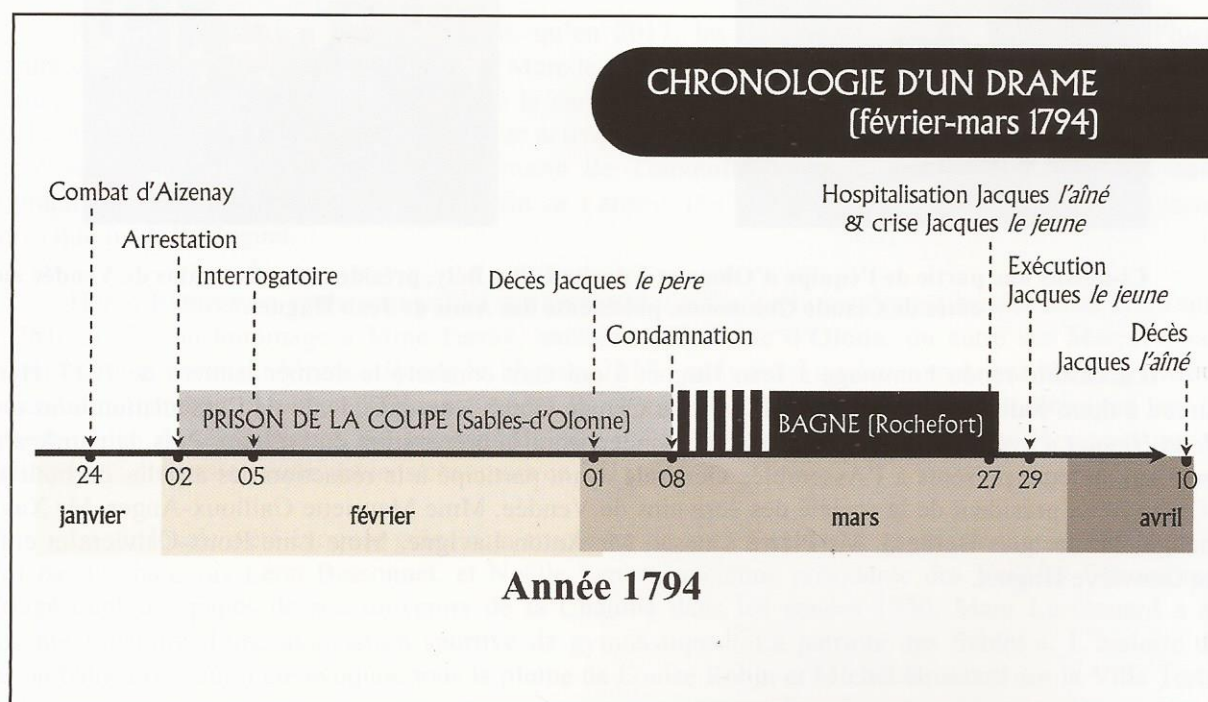 CHRONOLOGIE D'UN DRAME
(février-mars 1794)
Combat d'Aizenay
Arrestation
Interrogatoire
Décès Jacques le père
Condamnation
Hospitalisation Jacques l'aîné
& crise Jacques le jeune
Exécution
Jacques le jeune
Décès
Jacques l'aîné
PRISON DE LA COUPE (Sables-d'Olonne)
BAGNE (Rochefort)
24 02 05 01 08 27 29 10
janvier février mars avril
Année 1794